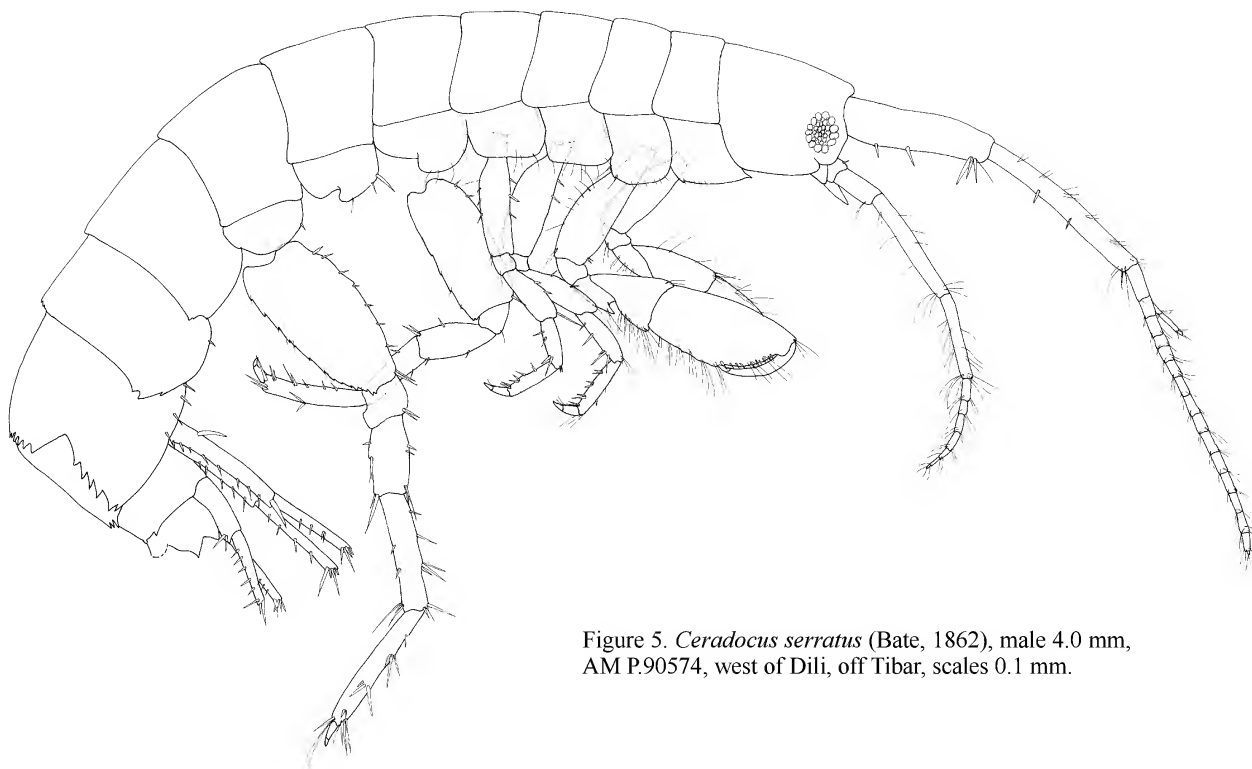 Figure 5. Ceradocus serratus (Bate, 1862), male 4.0 mm,
AM P.90574, west of Dili, off Tibar, scales 0.1 mm.